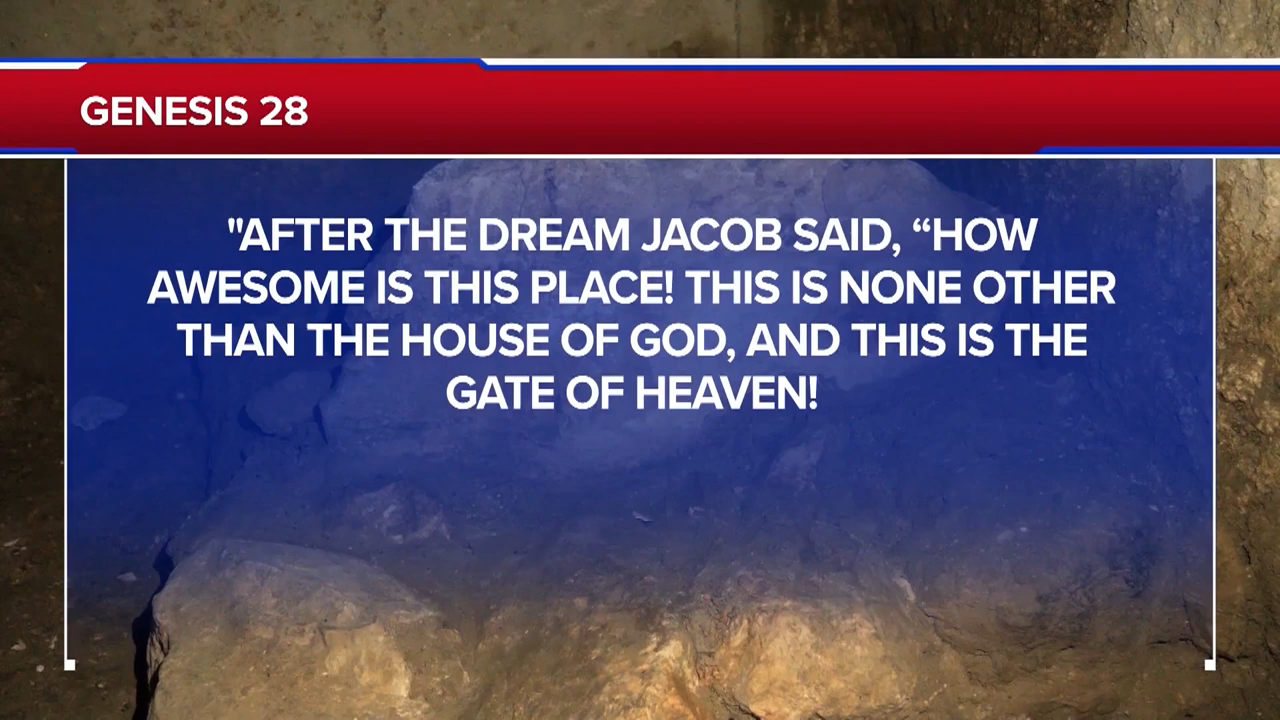 GENESIS 28
"AFTER THE DREAM JACOB SAID, “HOW
AWESOME IS THIS PLACE! THIS IS NONE OTHER
THAN THE HOUSE OF GOD, AND THIS IS THE
GATE OF HEAVEN!